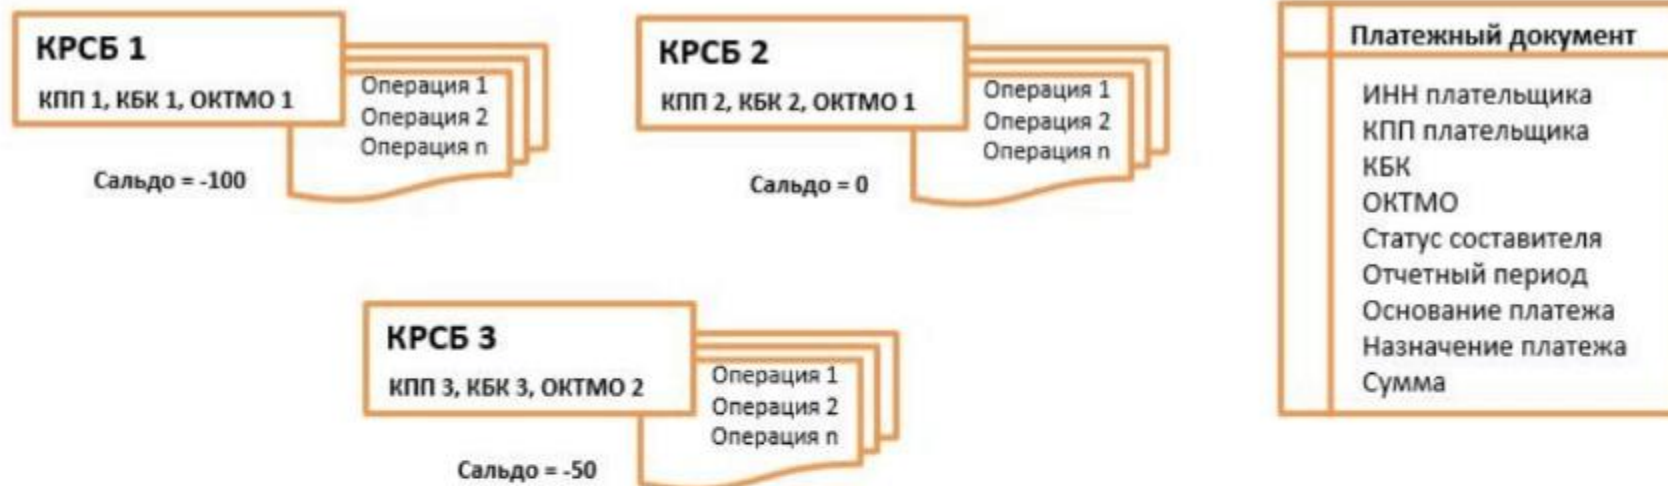 КРСБ 1
КПП 1, КБК 1, ОКТМО 1
Операция 1
Операция 2
Операция n
Сальдо = -100
КРСБ 2
КПП 2, КБК 2, ОКТМО 1
Операция 1
Операция 2
Операция n
Сальдо = 0
КРСБ 3
КПП 3, КБК 3, ОКТМО 2
Операция 1
Операция 2
Операция n
Сальдо = -50
Платежный документ
ИНН плательщика
КПП плательщика
КБК
ОКТМО
Статус составителя
Отчетный период
Основание платежа
Назначение платежа
Сумма